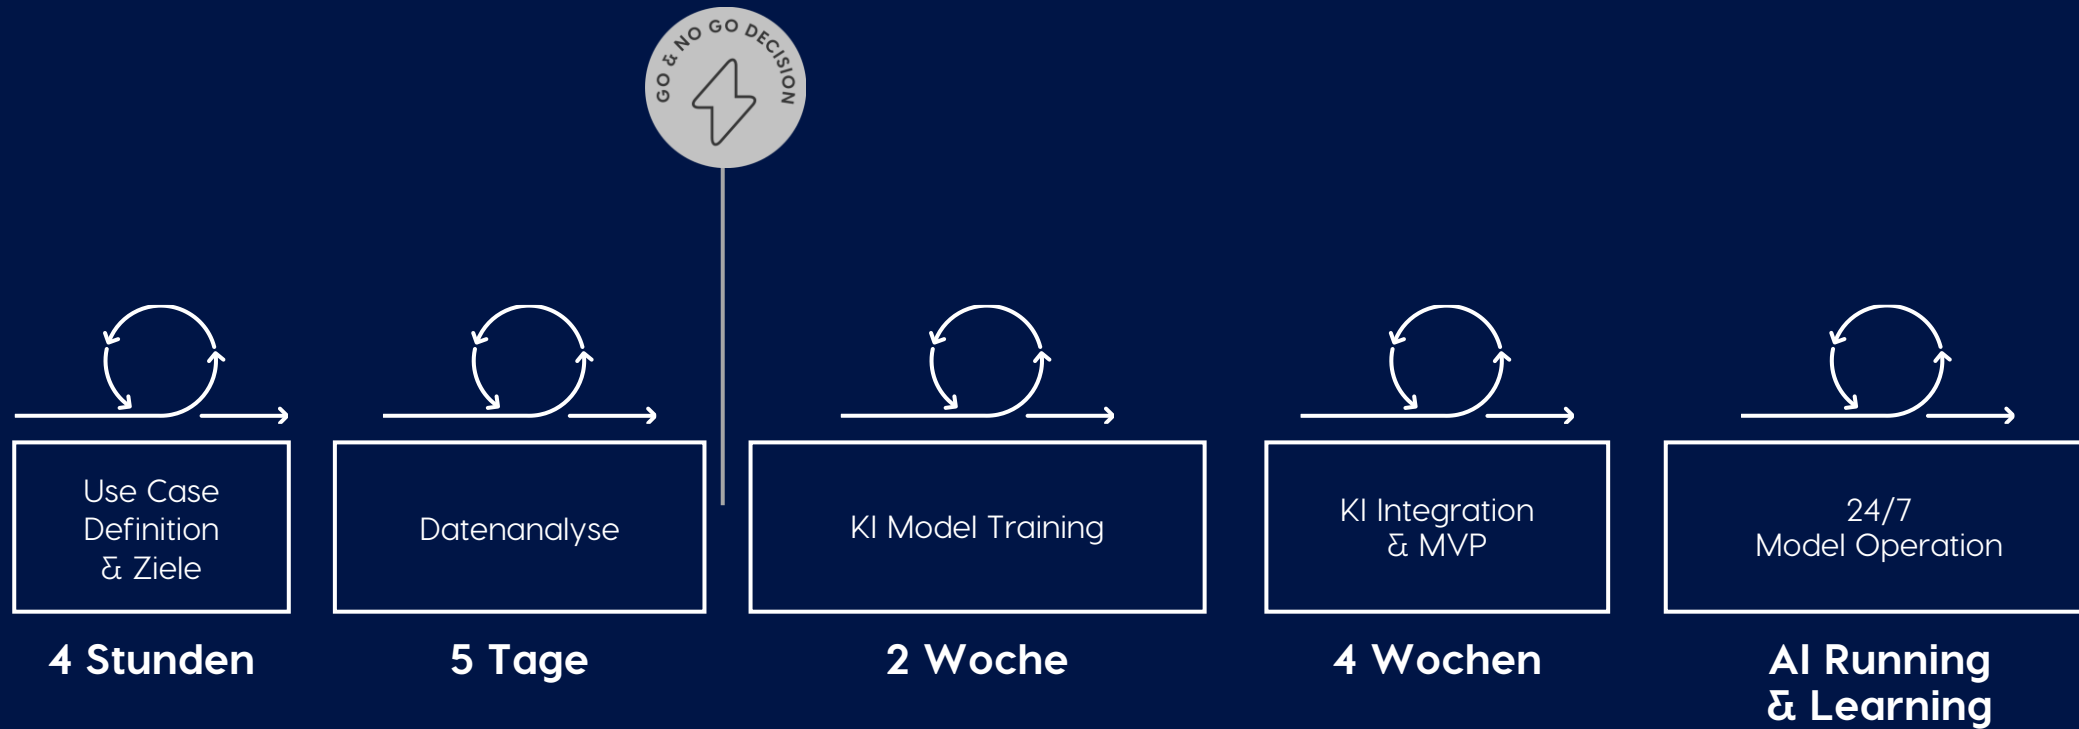 GO & NO GO DECISION
Use Case
Definition
& Ziele
Datenanalyse
KI Model Training
KI Integration
& MVP
24/7
Model Operation
4 Stunden
5 Tage
2 Woche
4 Wochen
AI Running
& Learning